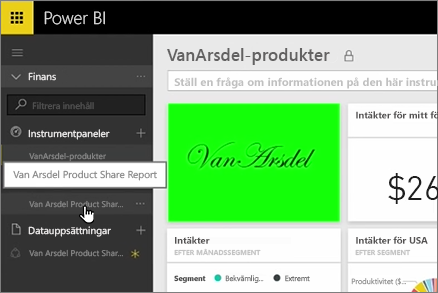 Power BI
Finans
Filtrera innehåll
Instrumentpaneler
VanArsdel-produkter
Van Arsdel Product Share Report
Van Arsdel Product Shar...
Datauppsättningar
Van Arsdel Product Shar...
VanArsdel-produkter
Ställ en fråga om informationen på den här instru
Van Arsdel
Intäkter för mitt fö
$26
Intäkter
EFTER MÅNADSSEGMENT
Segment Bekvämlig... Extremt
Intäkter för USA
EFTER SEGMENT
Produktivitet (...